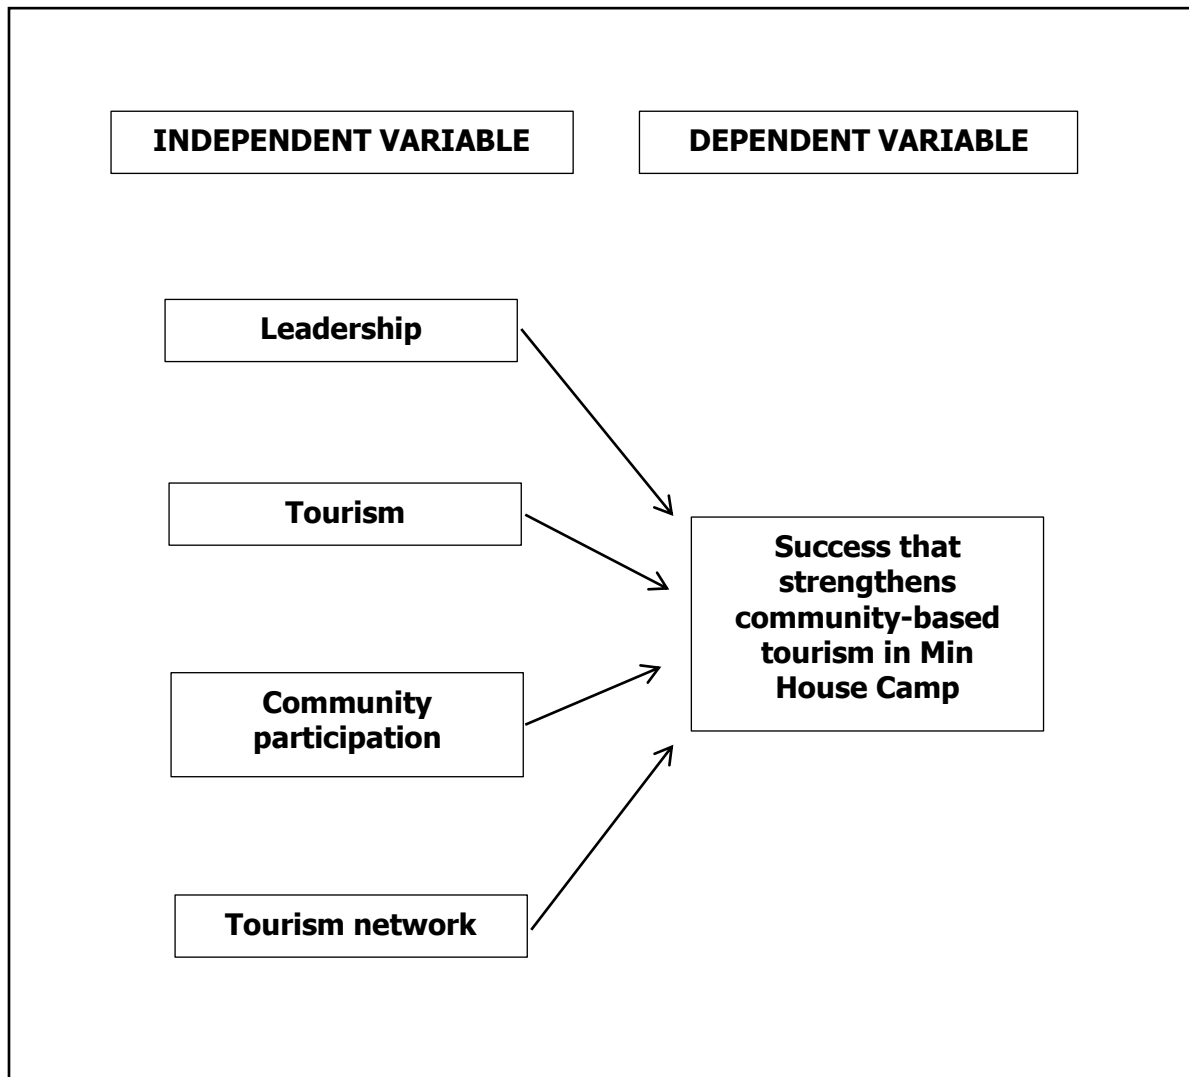 INDEPENDENT VARIABLE
DEPENDENT VARIABLE
Leadership
Tourism
Community
participation
Tourism network
Success that
strengthens
community-based
tourism in Min
House Camp